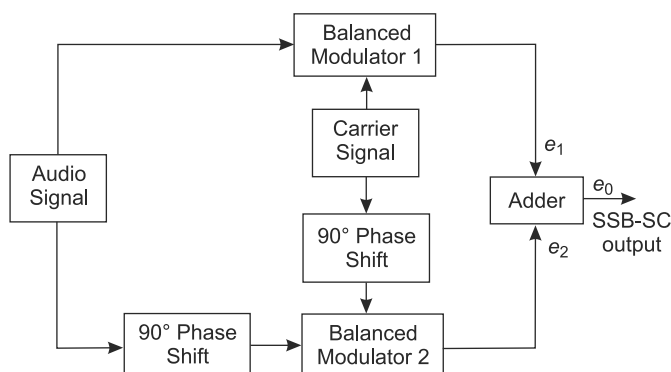 Balanced
Modulator 1
Carrier
Signal
Audio
Signal
e1
Adder
e0
SSB-SC
output
90° Phase
Shift
e2
90° Phase
Shift
Balanced
Modulator 2